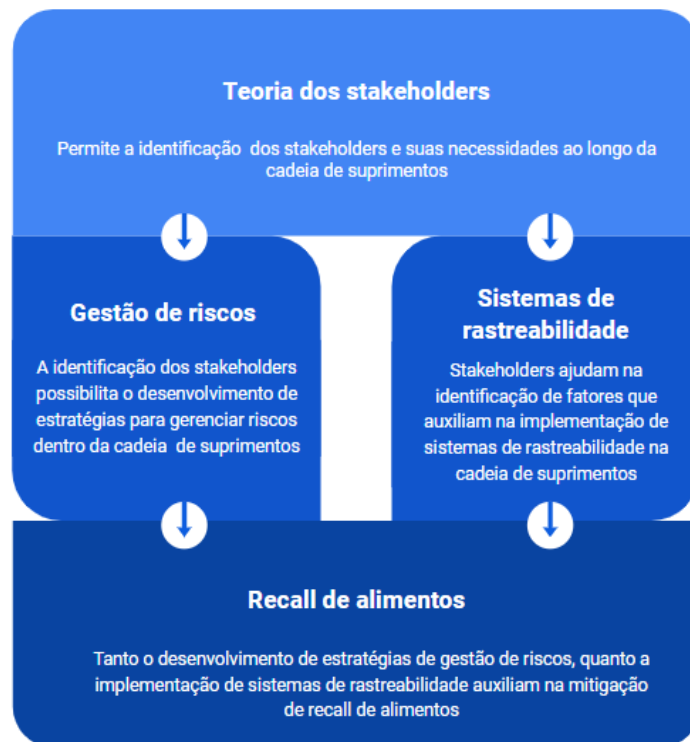 Teoria dos stakeholders
Permite a identificação dos stakeholders e suas necessidades ao longo da
cadeia de suprimentos
Gestão de riscos
A identificação dos stakeholders
possibilita o desenvolvimento de
estratégias para gerenciar riscos
dentro da cadeia de suprimentos
Sistemas de
rastreabilidade
Stakeholders ajudam na
identificação de fatores que
auxiliam na implementação de
sistemas de rastreabilidade na
cadeia de suprimentos
Recall de alimentos
Tanto o desenvolvimento de estratégias de gestão de riscos, quanto a
implementação de sistemas de rastreabilidade auxiliam na mitigação
de recall de alimentos